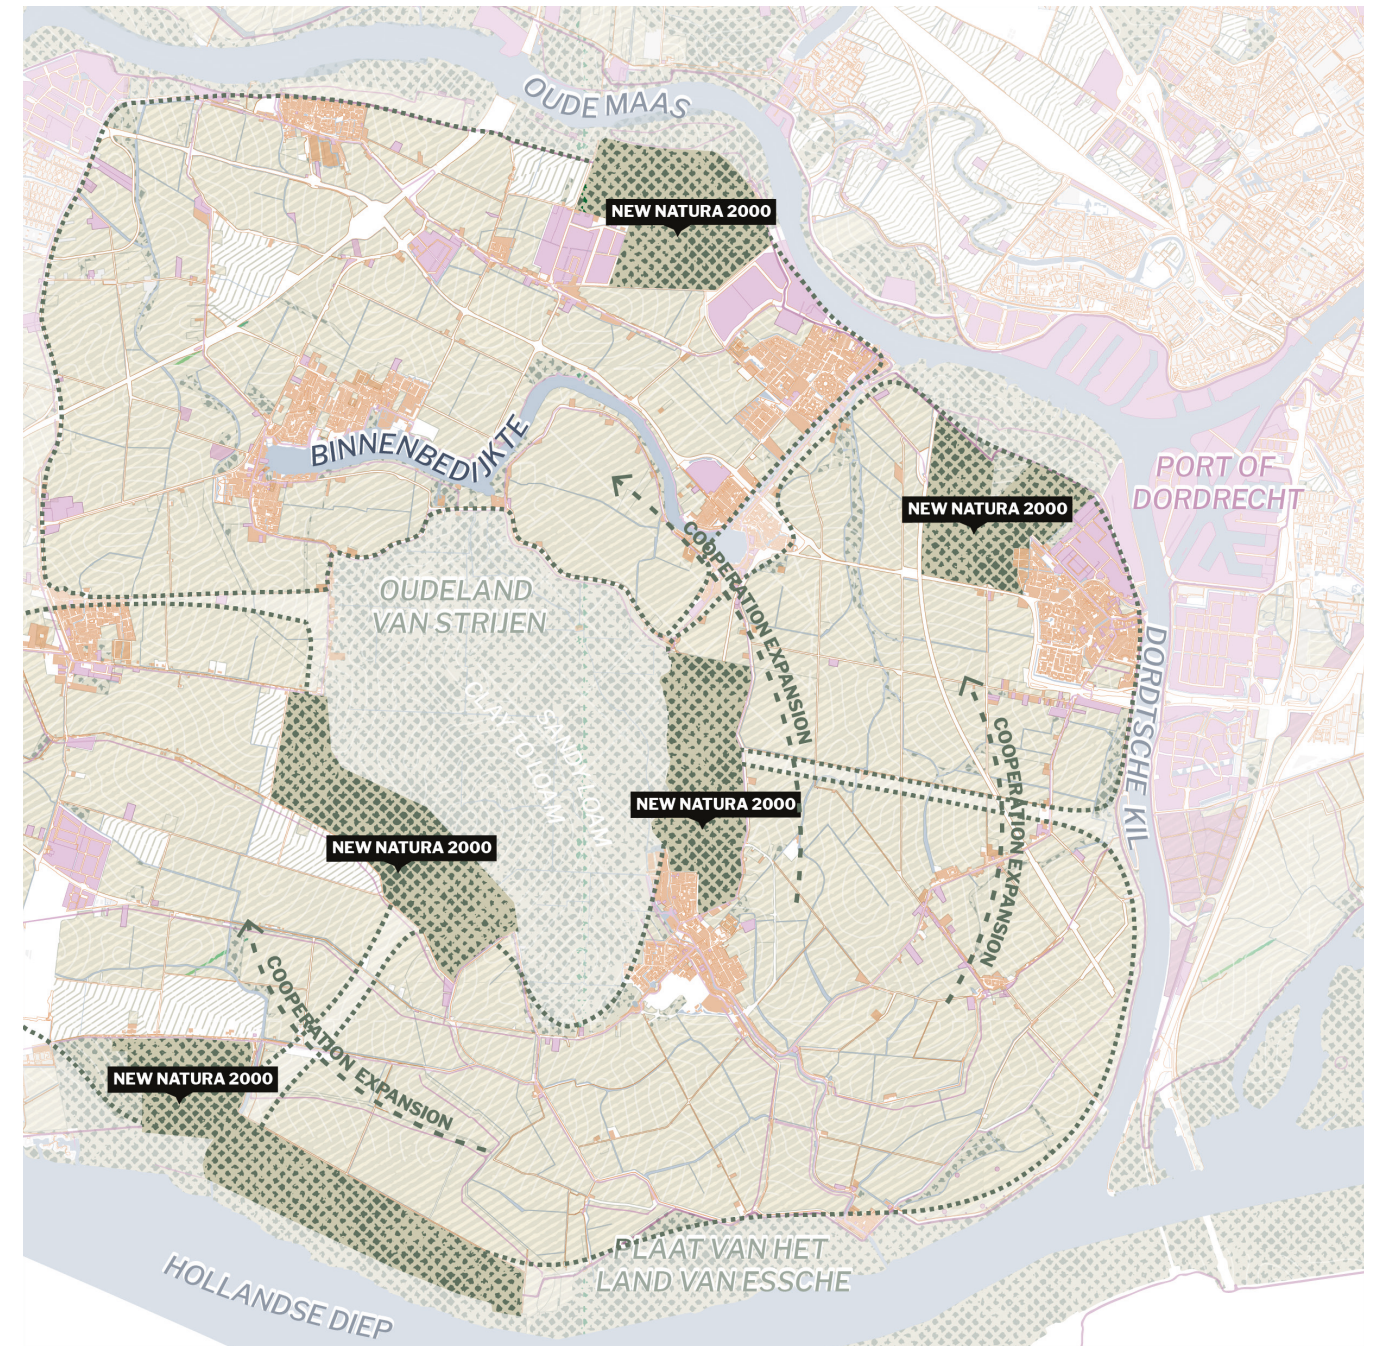 OUDE MAAS
NEW NATURA 2000
BINNENBEDIJKTE
PORT OF
DORDRECHT
NEW NATURA 2000
COOPERATION EXPANSION
OUDELAND
VAN STRIJEN
DORDTSCHE KIL
SANDY LOAM
CLAY TO LOAM
COOPERATION EXPANSION
NEW NATURA 2000
NEW NATURA 2000
COOPERATION EXPANSION
NEW NATURA 2000
PLAAT VAN HET
LAND VAN ESSCHE
HOLLANDSE DIEP